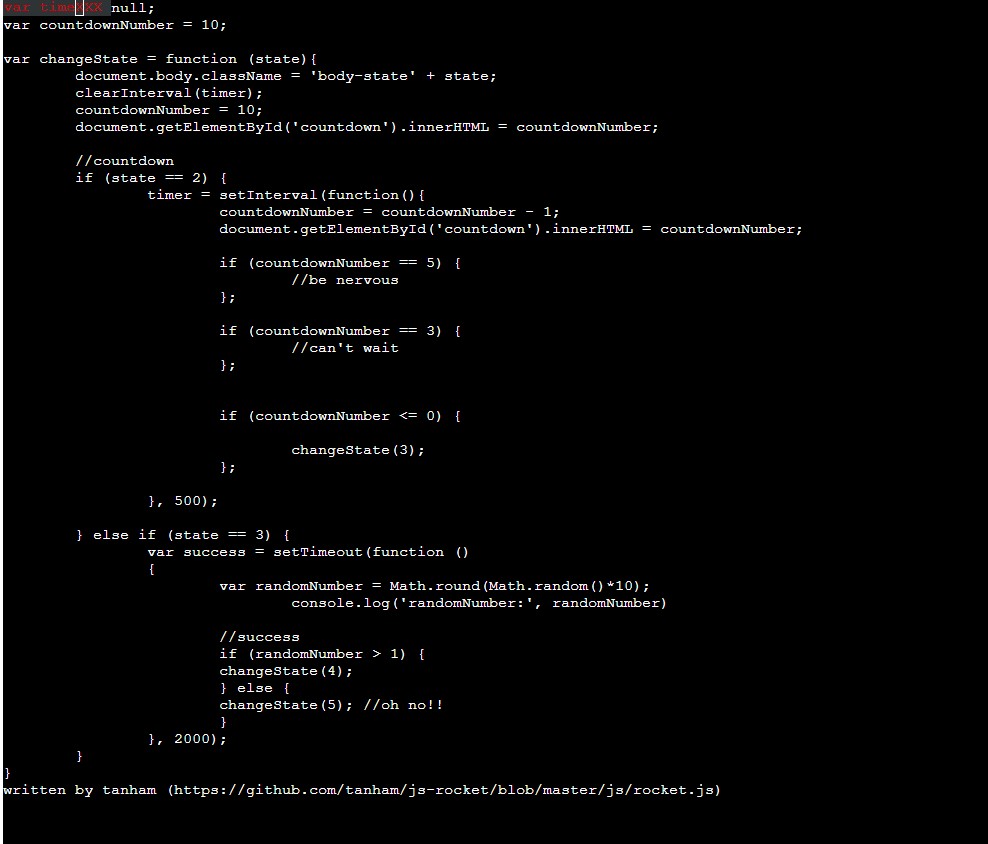 var timeXXX null;
var countdownNumber = 10;
var changeState = function (state){
document.body.className = 'body-state' + state;
clearInterval(timer);
countdownNumber = 10;
document.getElementById('countdown').innerHTML = countdownNumber;
//countdown
if (state == 2) {
timer = setInterval(function(){
countdownNumber = countdownNumber - 1;
document.getElementById('countdown').innerHTML = countdownNumber;
if (countdownNumber == 5) {
//be nervous
};
if (countdownNumber == 3) {
//can't wait
};
if (countdownNumber <= 0) {
changeState(3);
};
}, 500);
} else if (state == 3) {
var success = setTimeout(function ()
{
var randomNumber = Math.round(Math.random()*10);
console.log('randomNumber:', randomNumber)
//success
if (randomNumber > 1) {
changeState(4);
} else {
changeState(5); //oh no!!
}
}, 2000);
}
}
written by tanham (https://github.com/tanham/js-rocket/blob/master/js/rocket.js)